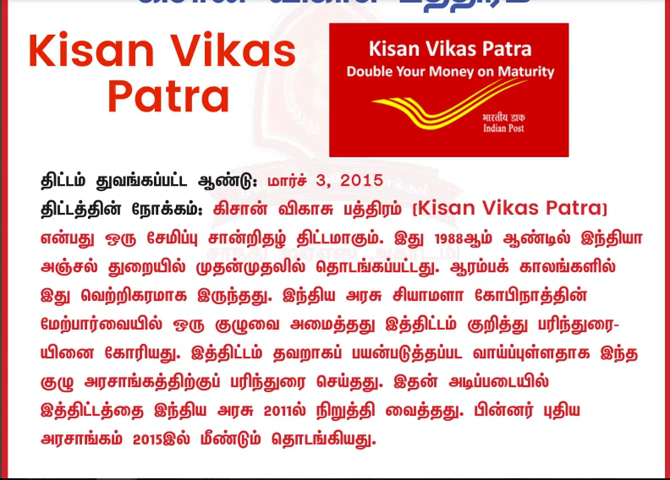 Kisan Vikas
Patra
Kisan Vikas Patra
Double Your Money on Maturity
भारतीय डाक
Indian Post
திட்டம் துவங்கப்பட்ட ஆண்டு: மார்ச் 3, 2015
திட்டத்தின் நோக்கம்: கிசான் விகாசு பத்திரம் (Kisan Vikas Patra)
என்பது ஒரு சேமிப்பு சான்றிதழ் திட்டமாகும். இது 1988ஆம் ஆண்டில் இந்தியா
அஞ்சல் துறையில் முதன்முதலில் தொடங்கப்பட்டது. ஆரம்பக் காலங்களில்
இது வெற்றிகரமாக இருந்தது. இந்திய அரசு சியாமளா கோபிநாத்தின்
மேற்பார்வையில் ஒரு குழுவை அமைத்தது இத்திட்டம் குறித்து பரிந்துரை-
யினை கோரியது. இத்திட்டம் தவறாகப் பயன்படுத்தப்பட வாய்ப்புள்ளதாக இந்த
குழு அரசாங்கத்திற்குப் பரிந்துரை செய்தது. இதன் அடிப்படையில்
இத்திட்டத்தை இந்திய அரசு 2011ல் நிறுத்தி வைத்தது. பின்னர் புதிய
அரசாங்கம் 2015இல் மீண்டும் தொடங்கியது.